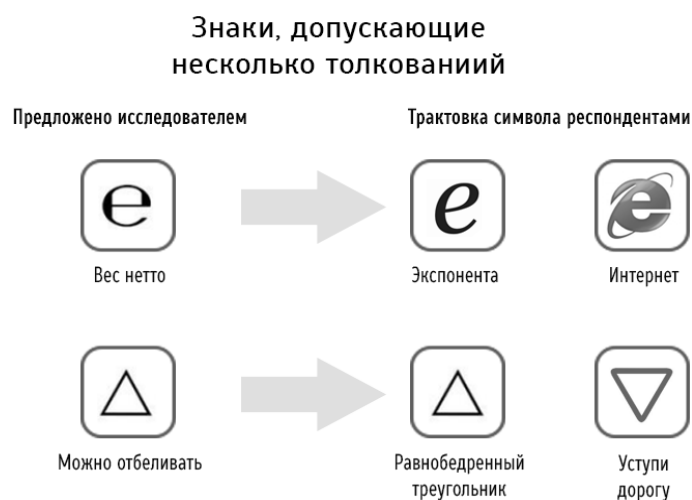 Знаки, допускающие
несколько толкованиий
Предложено исследователем
Трактовка символа респондентами
e
e
e
Вес нетто
Экспонента
Интернет
Можно отбеливать
Равнобедренный
треугольник
Уступи
дорогу